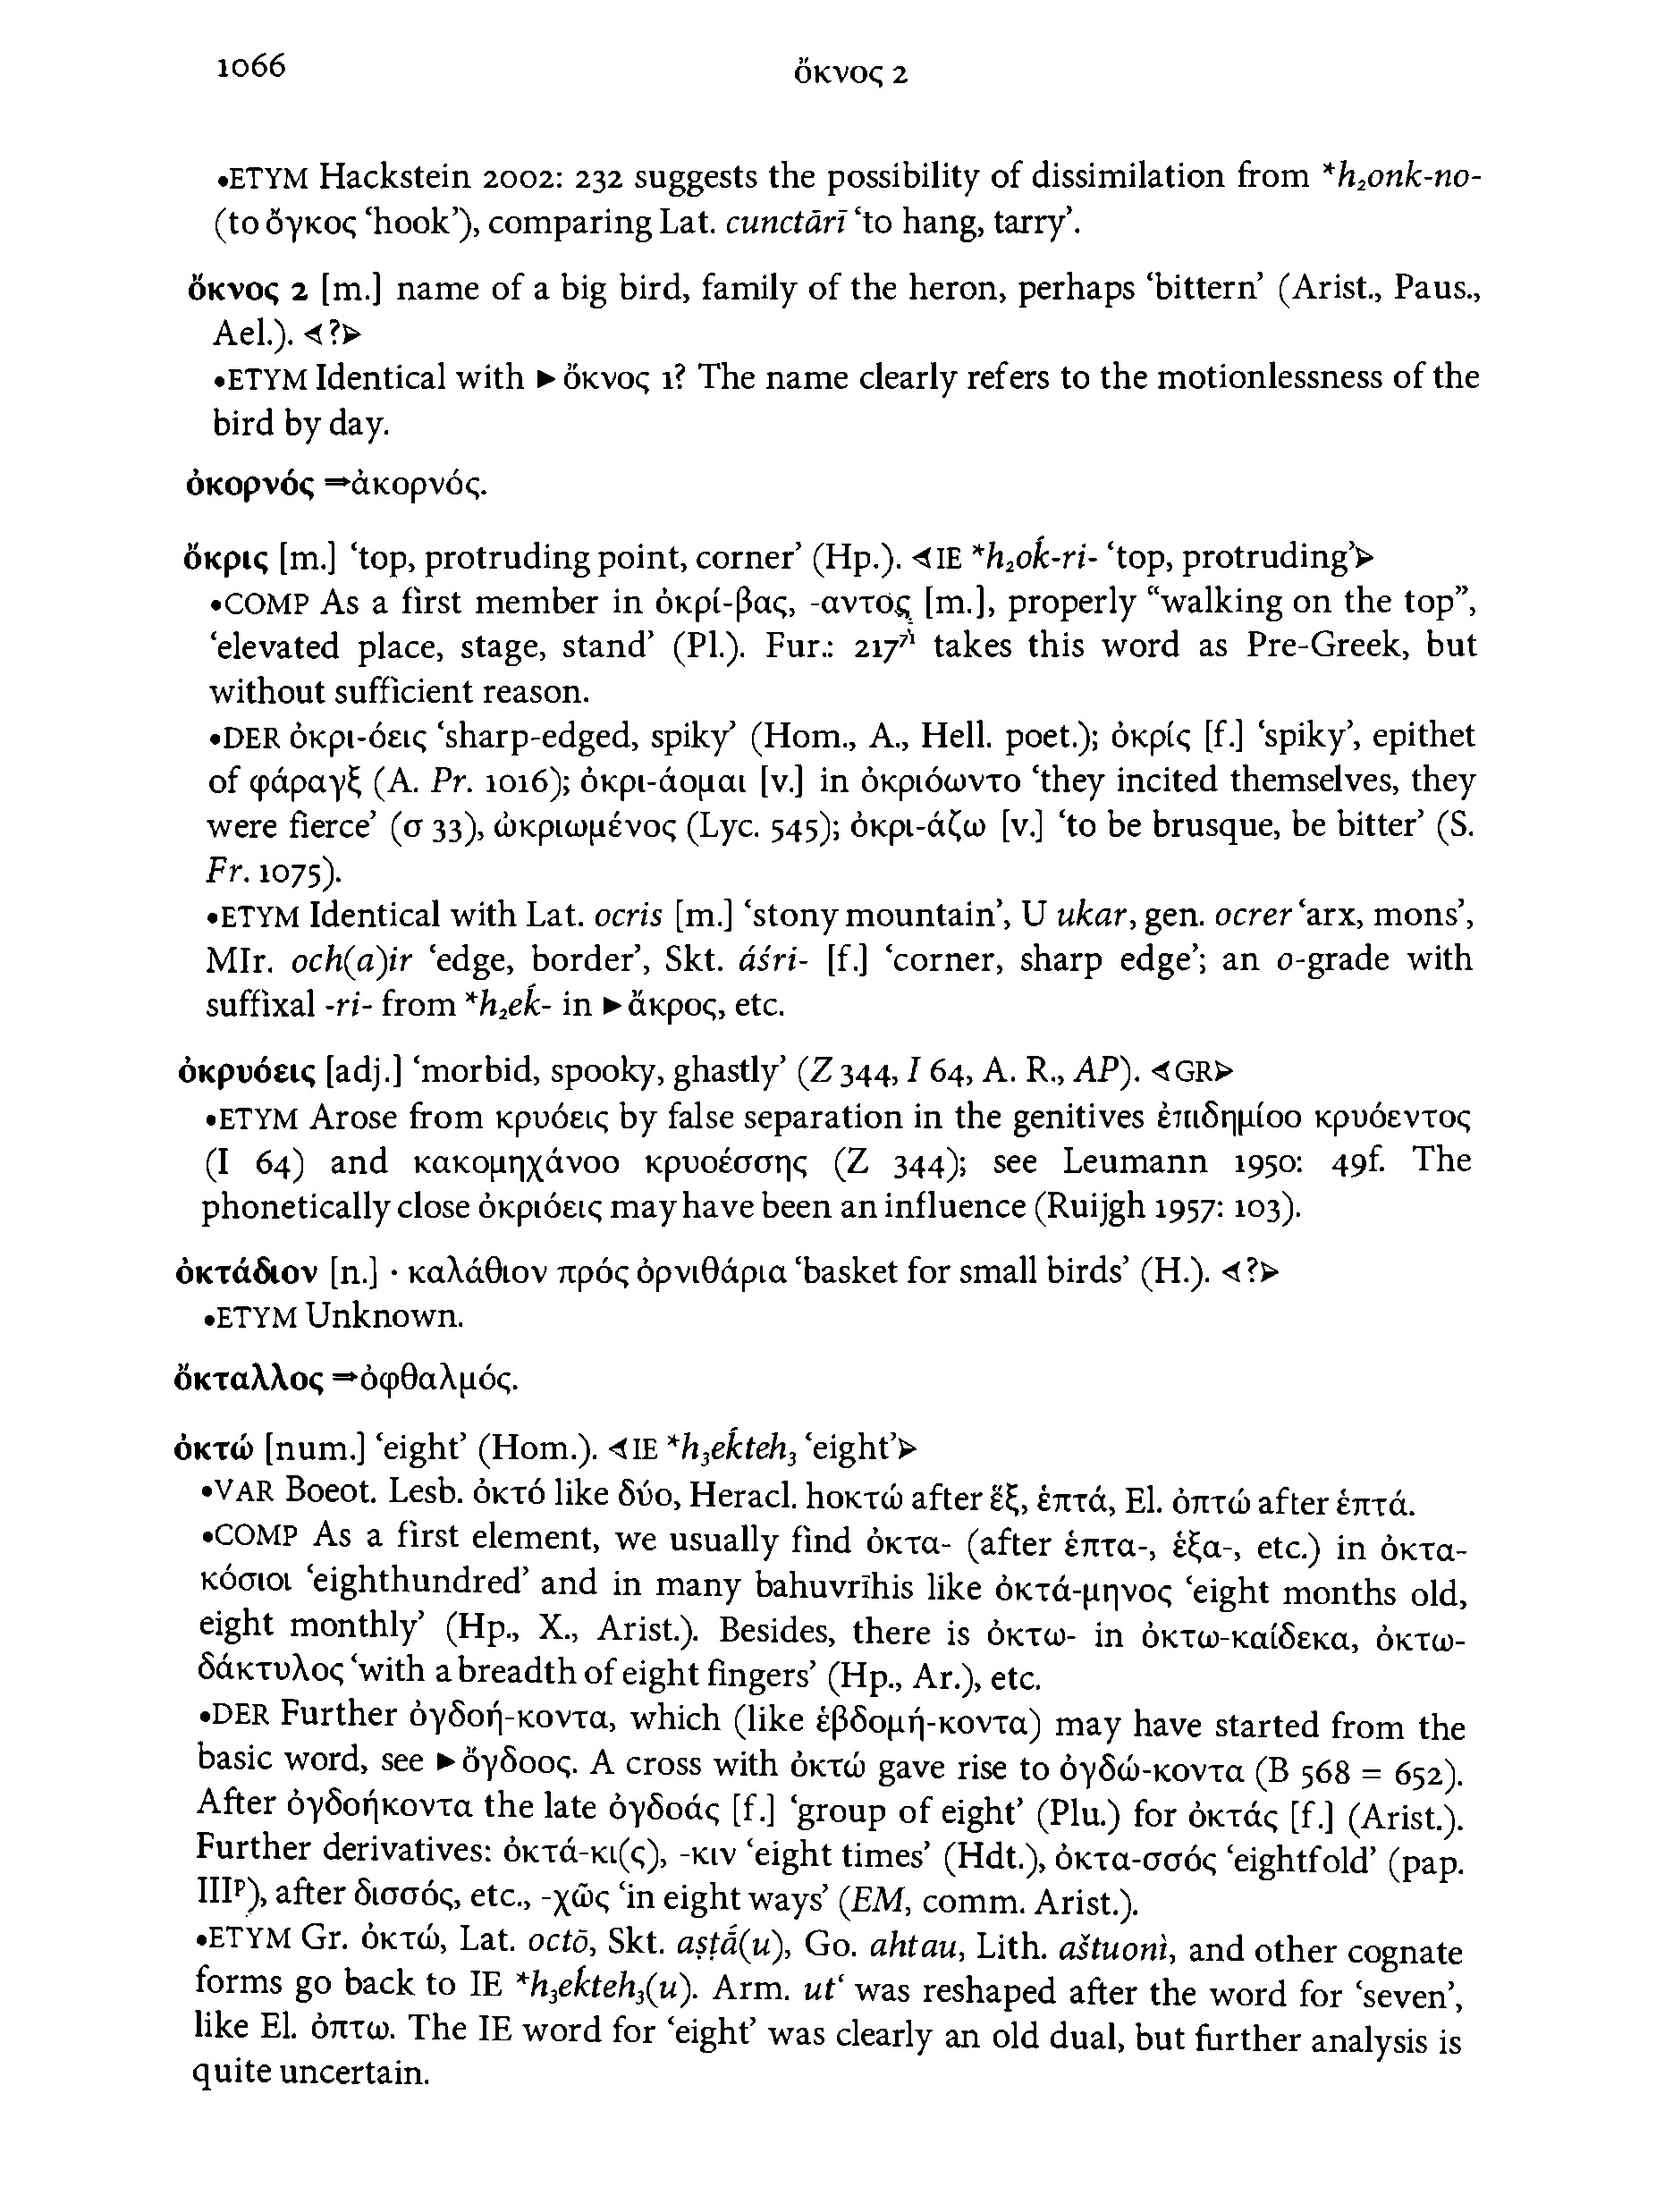 1066
ὄκνος 2
•ETYM Hackstein 2002: 232 suggests the possibility of dissimilation from *h₂onk-no-
(to ὄγκος ‘hook’), comparing Lat. cunctārī ‘to hang, tarry’.
ὄκνος 2 [m.] name of a big bird, family of the heron, perhaps ‘bittern’ (Arist., Paus.,
Ael.). ⊲?⊳
•ETYM Identical with ►ὄκνος 1? The name clearly refers to the motionlessness of the
bird by day.
ὀκορνός ⇒ἀκορνός.
ὄκρις [m.] ‘top, protruding point, corner’ (Hp.). ⊲IE *h₂oḱ-ri- ‘top, protruding’⊳
•COMP As a first member in ὀκρί-βας, -αντος [m.], properly “walking on the top”,
‘elevated place, stage, stand’ (Pl.). Fur.: 217⁷¹ takes this word as Pre-Greek, but
without sufficient reason.
•DER ὀκρι-όεις ‘sharp-edged, spiky’ (Hom., A., Hell. poet.); ὀκρίς [f.] ‘spiky’, epithet
of φάραγξ (A. Pr. 1016); ὀκρι-άομαι [v.] in ὀκριόωντο ‘they incited themselves, they
were fierce’ (σ 33), ὠκριωμένος (Lyc. 545); ὀκρι-άζω [v.] ‘to be brusque, be bitter’ (S.
Fr. 1075).
•ETYM Identical with Lat. ocris [m.] ‘stony mountain’, U ukar, gen. ocrer ‘arx, mons’,
MIr. och(a)ir ‘edge, border’, Skt. áśri- [f.] ‘corner, sharp edge’; an o-grade with
suffixal -ri- from *h₂eḱ- in ►ἄκρος, etc.
ὀκρυόεις [adj.] ‘morbid, spooky, ghastly’ (Z 344, I 64, A. R., AP). ⊲GR⊳
•ETYM Arose from κρυόεις by false separation in the genitives ἐπιδημίοο κρυόεντος
(I 64) and κακομηχάνοο κρυοέσσης (Z 344); see Leumann 1950: 49f. The
phonetically close ὀκριόεις may have been an influence (Ruijgh 1957: 103).
ὀκτάδιον [n.] · καλάθιον πρός ὀρνιθάρια ‘basket for small birds’ (H.). ⊲?⊳
•ETYM Unknown.
ὄκταλλος ⇒ὀφθαλμός.
ὀκτώ [num.] ‘eight’ (Hom.). ⊲IE *h₃eḱteh₃ ‘eight’⊳
•VAR Boeot. Lesb. ὀκτό like δύο, Heracl. hοκτώ after ἕξ, ἑπτά, El. ὀπτώ after ἑπτά.
•COMP As a first element, we usually find ὀκτα- (after ἑπτα-, ἑξα-, etc.) in ὀκτα-
κόσιοι ‘eighthundred’ and in many bahuvrīhis like ὀκτά-μηνος ‘eight months old,
eight monthly’ (Hp., X., Arist.). Besides, there is ὀκτω- in ὀκτω-καίδεκα, ὀκτω-
δάκτυλος ‘with a breadth of eight fingers’ (Hp., Ar.), etc.
•DER Further ὀγδοή-κοντα, which (like ἑβδομή-κοντα) may have started from the
basic word, see ►ὄγδοος. A cross with ὀκτώ gave rise to ὀγδώ-κοντα (B 568 = 652).
After ὀγδοήκοντα the late ὀγδοάς [f.] ‘group of eight’ (Plu.) for ὀκτάς [f.] (Arist.).
Further derivatives: ὀκτά-κι(ς), -κιν ‘eight times’ (Hdt.), ὀκτα-σσός ‘eightfold’ (pap.
IIIᵖ), after δισσός, etc., -χῶς ‘in eight ways’ (EM, comm. Arist.).
•ETYM Gr. ὀκτώ, Lat. octō, Skt. aṣṭā́(u), Go. ahtau, Lith. aštuonì, and other cognate
forms go back to IE *h₃eḱteh₃(u). Arm. utʿ was reshaped after the word for ‘seven’,
like El. ὀπτω. The IE word for ‘eight’ was clearly an old dual, but further analysis is
quite uncertain.